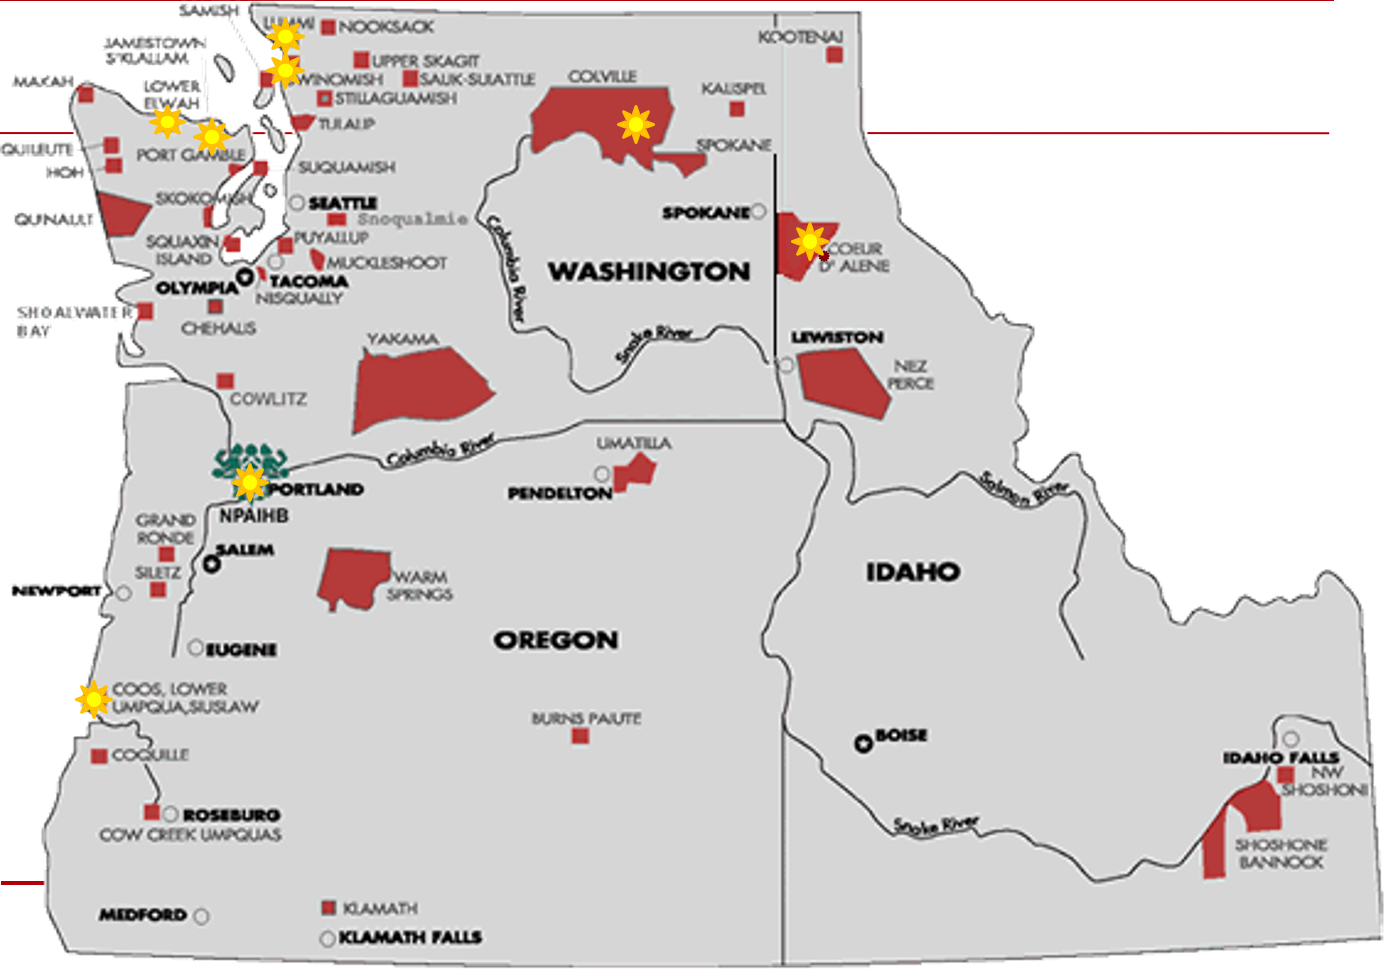 SAMISH
LUMMI
NOOKSACK
KOOTENAI
JAMESTOWN
S'KLALLAM
UPPER SKAGIT
MAKAH
LOWER
ELWAH
SWINOMISH
SAUK-SUIATTLE
COLVILLE
KALISPEL
STILLAGUAMISH
TULALIP
QUILEUTE
PORT GAMBLE
SPOKANE
HOH
SUQUAMISH
SKOKOMISH
SEATTLE
SPOKANE
QUINAULT
Snoqualmie
SQUAXIN
ISLAND
PUYALLUP
MUCKLESHOOT
Columbia River
WASHINGTON
COEUR
D' ALENE
OLYMPIA
TACOMA
NISQUALLY
SHOALWATER
BAY
CHEHALIS
YAKAMA
Snake River
LEWISTON
NEZ
PERCE
COWLITZ
Columbia River
UMATILLA
PORTLAND
PENDELTON
Salmon River
NPAIHB
GRAND
RONDE
SALEM
SILETZ
NEWPORT
WARM
SPRINGS
IDAHO
EUGENE
OREGON
COOS, LOWER
UMPQUA,SIUSLAW
BURNS PAIUTE
BOISE
COQUILLE
IDAHO FALLS
NW
SHOSHONI
ROSEBURG
COW CREEK UMPQUAS
Snake River
SHOSHONE
BANNOCK
KLAMATH
MEDFORD
KLAMATH FALLS